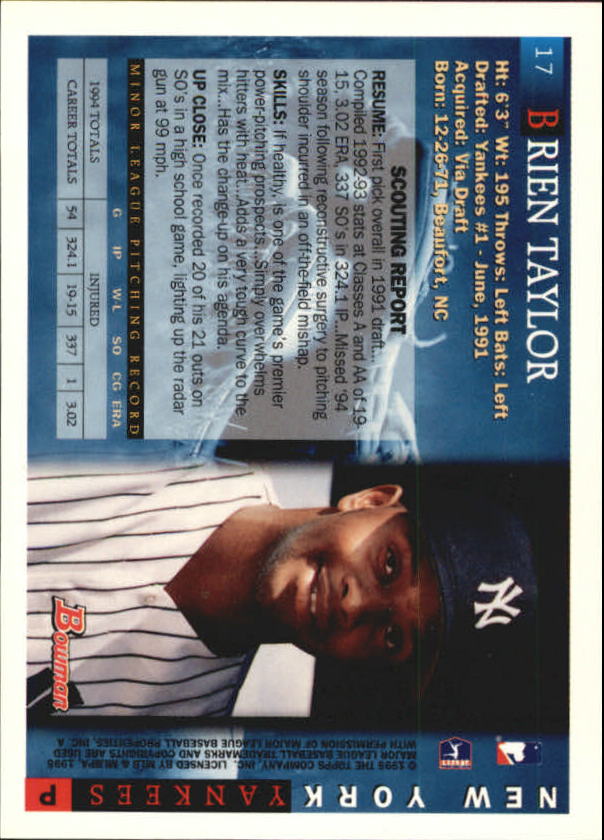 17 BRIEN TAYLOR
Ht: 6'3" Wt: 195 Throws: Left Bats: Left
Drafted: Yankees #1 - June, 1991
Acquired: Via Draft
Born: 12-26-71, Beaufort, NC
SCOUTING REPORT
RESUME: First pick overall in 1991 draft...
Compiled 1992-93 stats at Classes A and AA of 19-
15, 3.02 ERA, 337 SO's in 324.1 IP...Missed '94
season following reconstructive surgery to pitching
shoulder incurred in an off-the-field mishap.
SKILLS: If healthy, is one of the game's premier
power-pitching prospects...Simply overwhelms
hitters with heat...Adds a very tough curve to the
mix...Has the change-up on his agenda.
UP CLOSE: Once recorded 20 of his 21 outs on
SO's in a high school game, lighting up the radar
gun at 99 mph.
MINOR LEAGUE PITCHING RECORD
G IP W-L SO CG ERA
1994 TOTALS INJURED
CAREER TOTALS 54 324.1 19-15 337 1 3.02
NY
Bowman
© 1995 THE TOPPS COMPANY, INC. LICENSED BY MLB & MLBPA, 1995
MAJOR LEAGUE TRADEMARKS AND COPYRIGHTS ARE USED
WITH PERMISSION OF MAJOR LEAGUE BASEBALL PROPERTIES, INC. A
NEW YORK YANKEES P